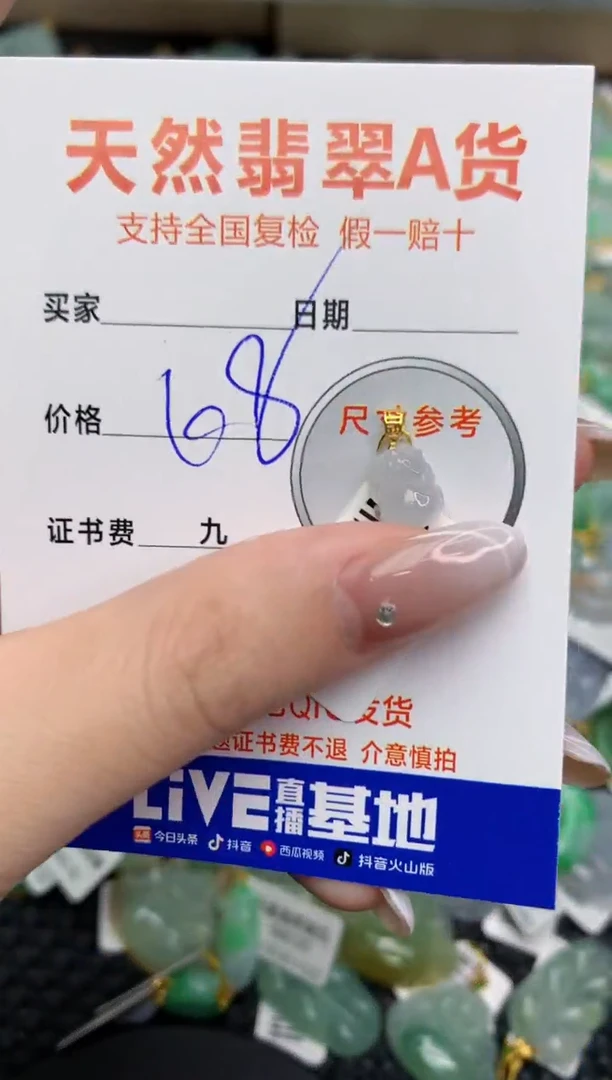 天然翡翠A货
支持全国复检 假一赔十
买家 日期
价格 68
尺寸参考
证书费 九
发货
证书费不退 介意慎拍
LiVE直播基地
今日头条 抖音 西瓜视频 抖音火山版